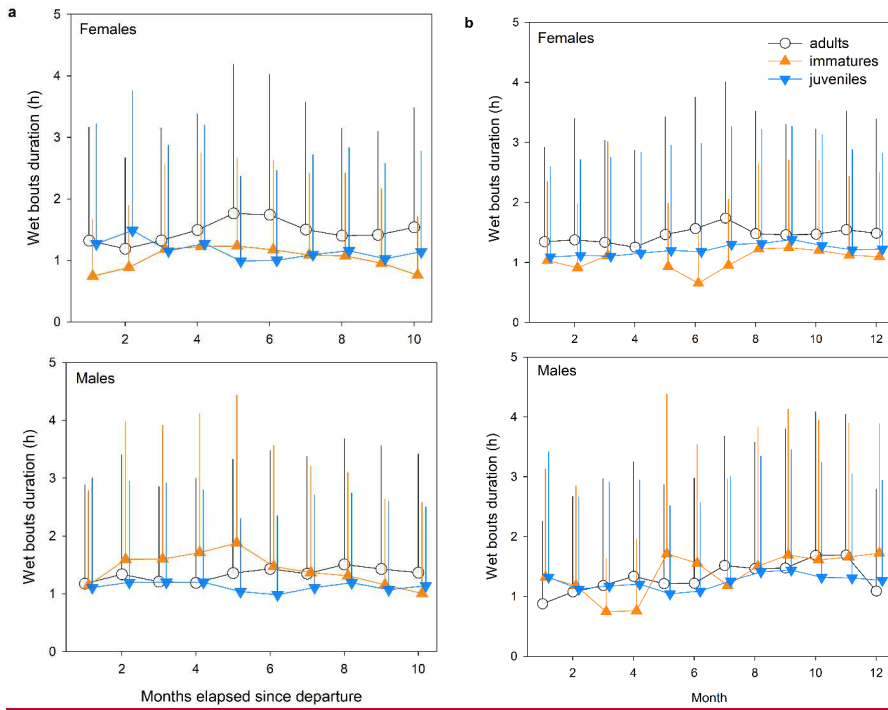 a
Females
Wet bouts duration (h)
5
4
3
2
1
0
2 4 6 8 10
Males
Wet bouts duration (h)
5
4
3
2
1
0
2 4 6 8 10
Months elapsed since departure
b
Females
adults
immatures
juveniles
Wet bouts duration (h)
5
4
3
2
1
0
2 4 6 8 10 12
Males
Wet bouts duration (h)
5
4
3
2
1
0
2 4 6 8 10 12
Month